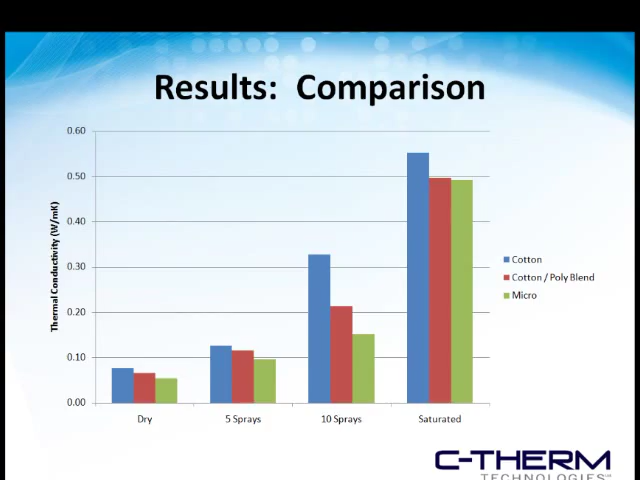 Results: Comparison
0.60
0.50
0.40
0.30
0.20
0.10
0.00
Thermal Conductivity (W/mK)
Dry
5 Sprays
10 Sprays
Saturated
Cotton
Cotton / Poly Blend
Micro
C-THERM
TECHNOLOGIES